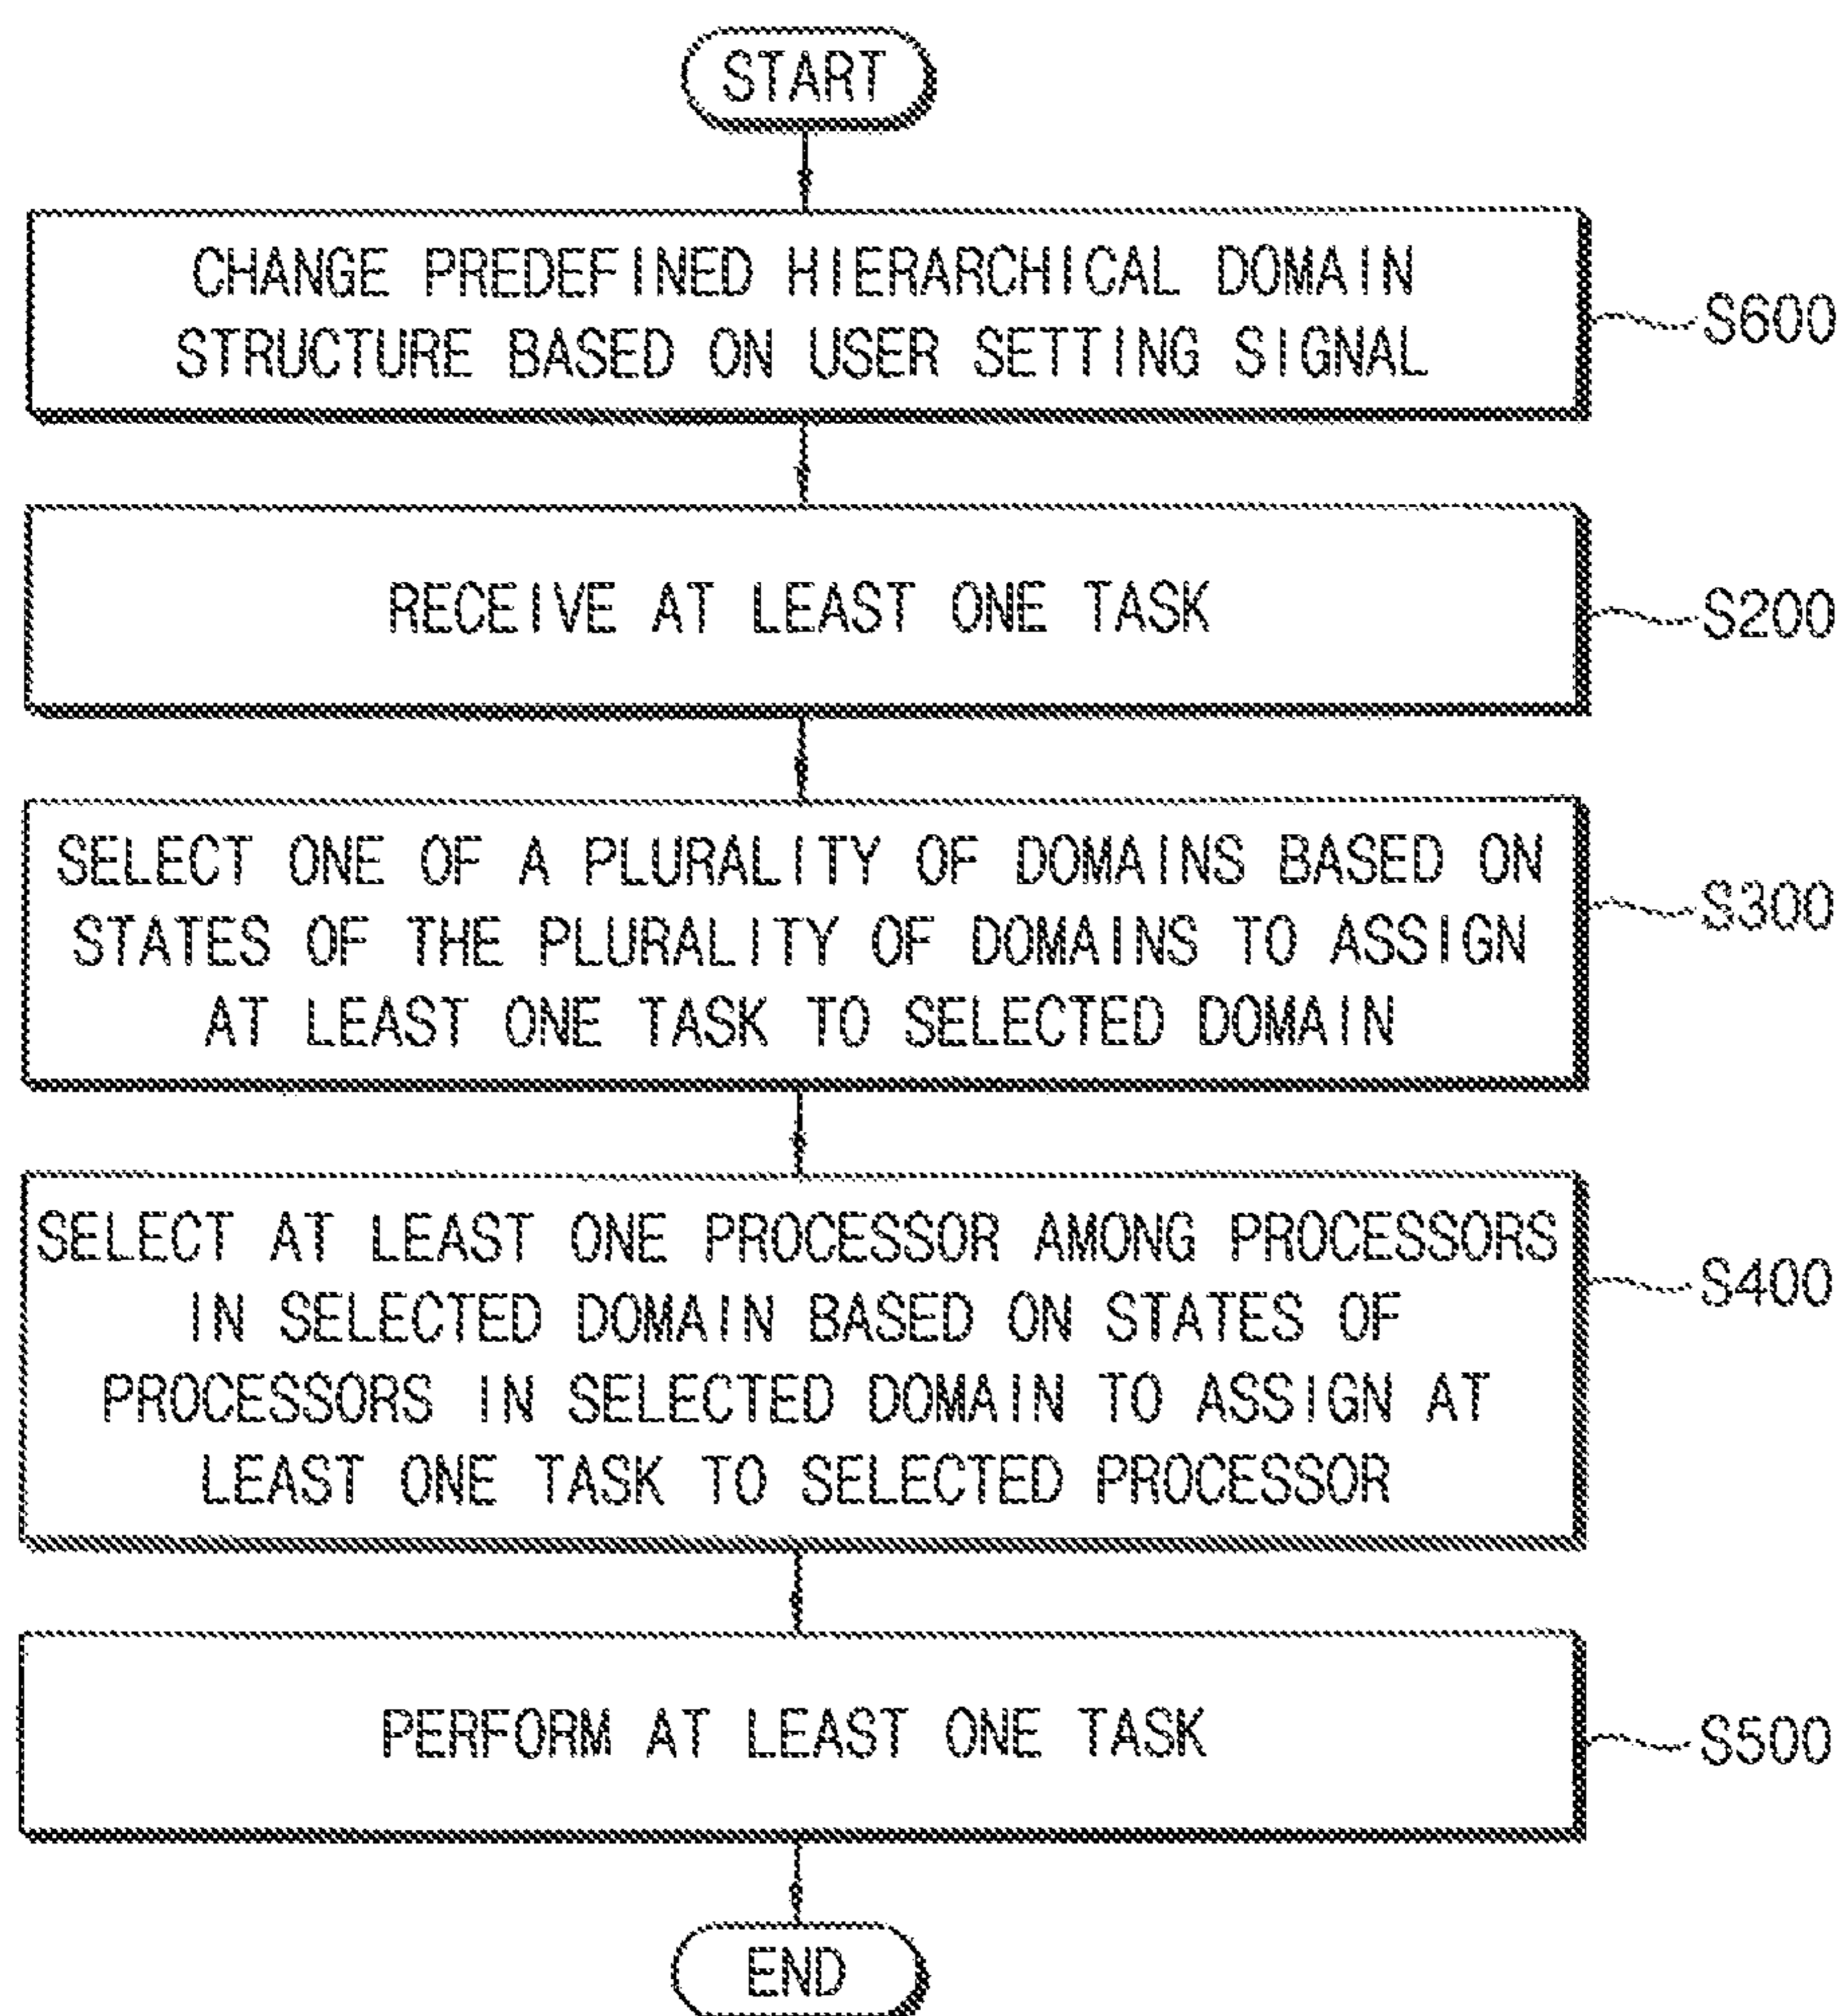 START
CHANGE PREDEFINED HIERARCHICAL DOMAIN
STRUCTURE BASED ON USER SETTING SIGNAL
S600
RECEIVE AT LEAST ONE TASK
S200
SELECT ONE OF A PLURALITY OF DOMAINS BASED ON
STATES OF THE PLURALITY OF DOMAINS TO ASSIGN
AT LEAST ONE TASK TO SELECTED DOMAIN
S300
SELECT AT LEAST ONE PROCESSOR AMONG PROCESSORS
IN SELECTED DOMAIN BASED ON STATES OF
PROCESSORS IN SELECTED DOMAIN TO ASSIGN AT
LEAST ONE TASK TO SELECTED PROCESSOR
S400
PERFORM AT LEAST ONE TASK
S500
END